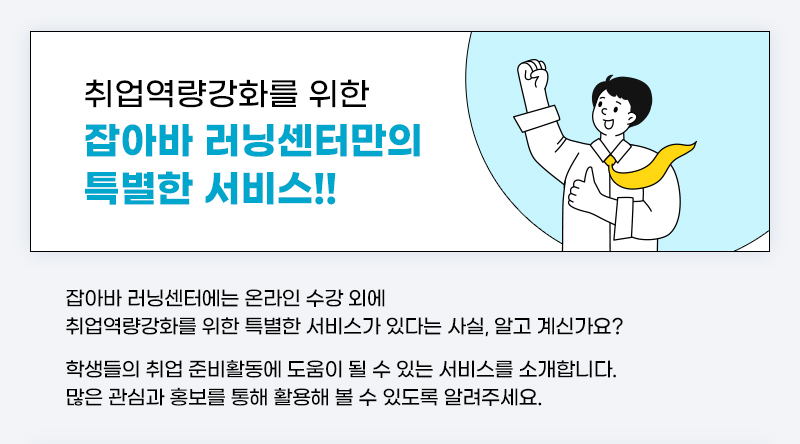 취업역량강화를 위한
잡아바 러닝센터만의
특별한 서비스!!
잡아바 러닝센터에는 온라인 수강 외에
취업역량강화를 위한 특별한 서비스가 있다는 사실, 알고 계신가요?
학생들의 취업 준비활동에 도움이 될 수 있는 서비스를 소개합니다.
많은 관심과 홍보를 통해 활용해 볼 수 있도록 알려주세요.